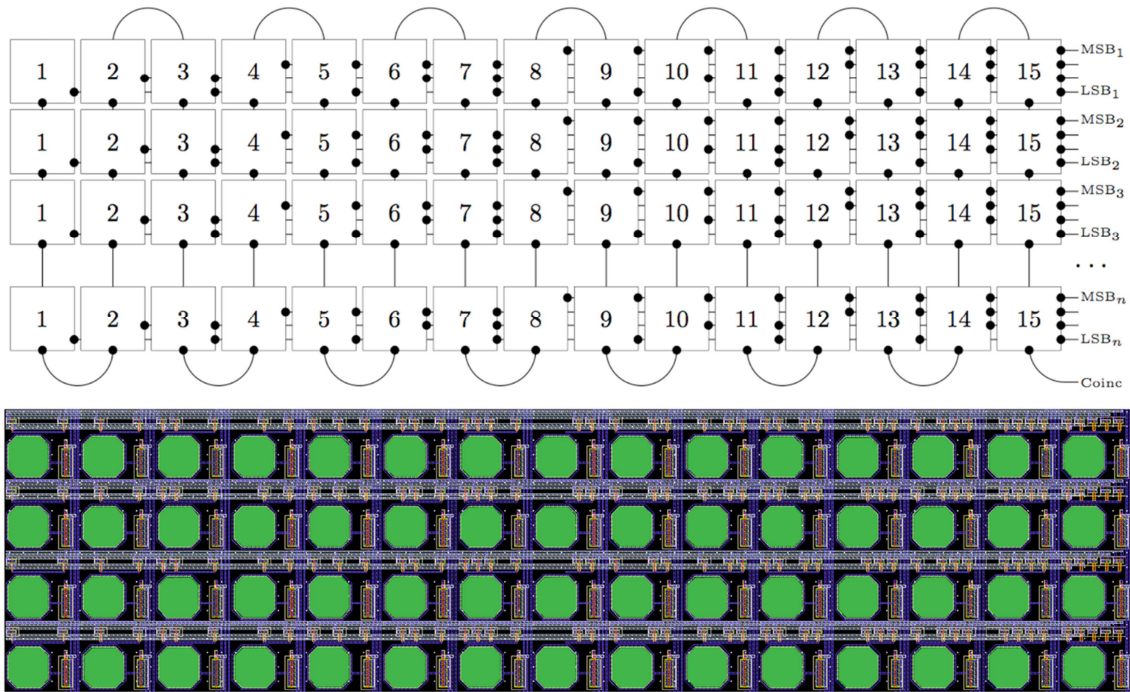 1 2 3 4 5 6 7 8 9 10 11 12 13 14 15 MSB1
LSB1
1 2 3 4 5 6 7 8 9 10 11 12 13 14 15 MSB2
LSB2
1 2 3 4 5 6 7 8 9 10 11 12 13 14 15 MSB3
LSB3
...
1 2 3 4 5 6 7 8 9 10 11 12 13 14 15 MSBn
LSBn
Coinc